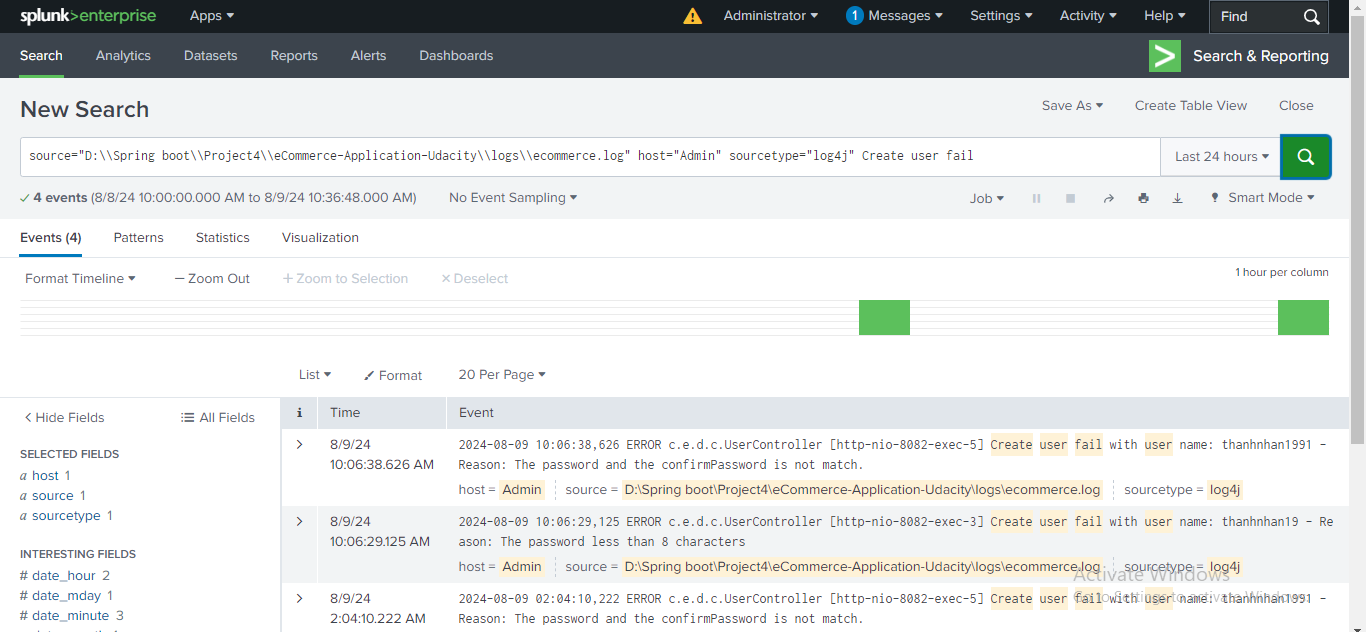 splunk>enterprise Apps Administrator 1 Messages Settings Activity Help Find
Search Analytics Datasets Reports Alerts Dashboards Search & Reporting
New Search Save As Create Table View Close
source="D:\\Spring boot\\Project4\\eCommerce-Application-Udacity\\logs\\ecommerce.log" host="Admin" sourcetype="log4j" Create user fail Last 24 hours
✓ 4 events (8/8/24 10:00:00.000 AM to 8/9/24 10:36:48.000 AM) No Event Sampling Job Smart Mode
Events (4) Patterns Statistics Visualization
Format Timeline — Zoom Out + Zoom to Selection × Deselect 1 hour per column
List Format 20 Per Page
< Hide Fields All Fields i Time Event
SELECTED FIELDS
a host 1
a source 1
a sourcetype 1
INTERESTING FIELDS
# date_hour 2
# date_mday 1
# date_minute 3
> 8/9/24 2024-08-09 10:06:38,626 ERROR c.e.d.c.UserController [http-nio-8082-exec-5] Create user fail with user name: thanhnhan1991 -
10:06:38.626 AM Reason: The password and the confirmPassword is not match.
host = Admin source = D:\Spring boot\Project4\eCommerce-Application-Udacity\logs\ecommerce.log sourcetype = log4j
> 8/9/24 2024-08-09 10:06:29,125 ERROR c.e.d.c.UserController [http-nio-8082-exec-3] Create user fail with user name: thanhnhan19 - Re
10:06:29.125 AM ason: The password less than 8 characters
host = Admin source = D:\Spring boot\Project4\eCommerce-Application-Udacity\logs\ecommerce.log sourcetype = log4j
Activate Windows
> 8/9/24 2024-08-09 02:04:10,222 ERROR c.e.d.c.UserController [http-nio-8082-exec-5] Create user fail with user name: thanhnhan1991 -
Go to Settings to activate Windows.
2:04:10.222 AM Reason: The password and the confirmPassword is not match.